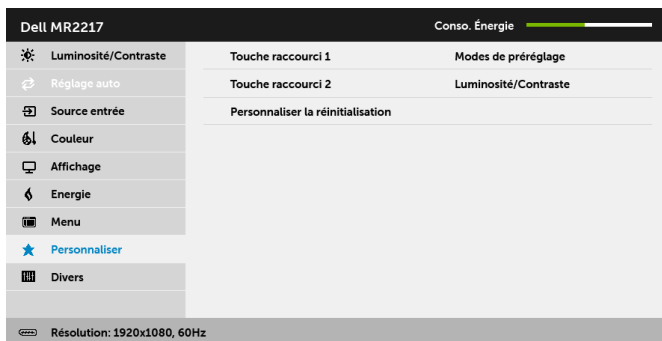 Dell MR2217
Conso. Énergie
Luminosité/Contraste
Touche raccourci 1 Modes de préréglage
Réglage auto
Touche raccourci 2 Luminosité/Contraste
Source entrée
Personnaliser la réinitialisation
Couleur
Affichage
Energie
Menu
Personnaliser
Divers
Résolution: 1920x1080, 60Hz